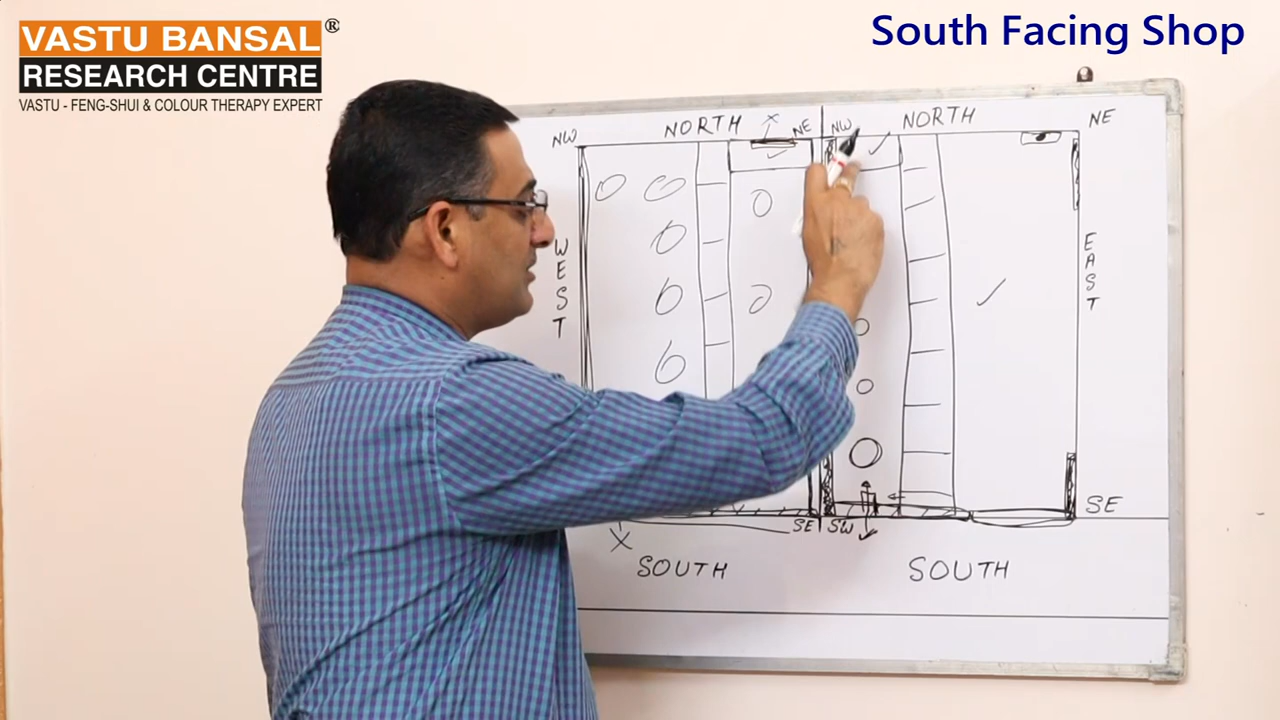 VASTU BANSAL®
RESEARCH CENTRE
VASTU - FENG-SHUI & COLOUR THERAPY EXPERT
South Facing Shop
NW NORTH X NE NW NORTH NE
WEST
EAST
SE SW SE
X
SOUTH SOUTH